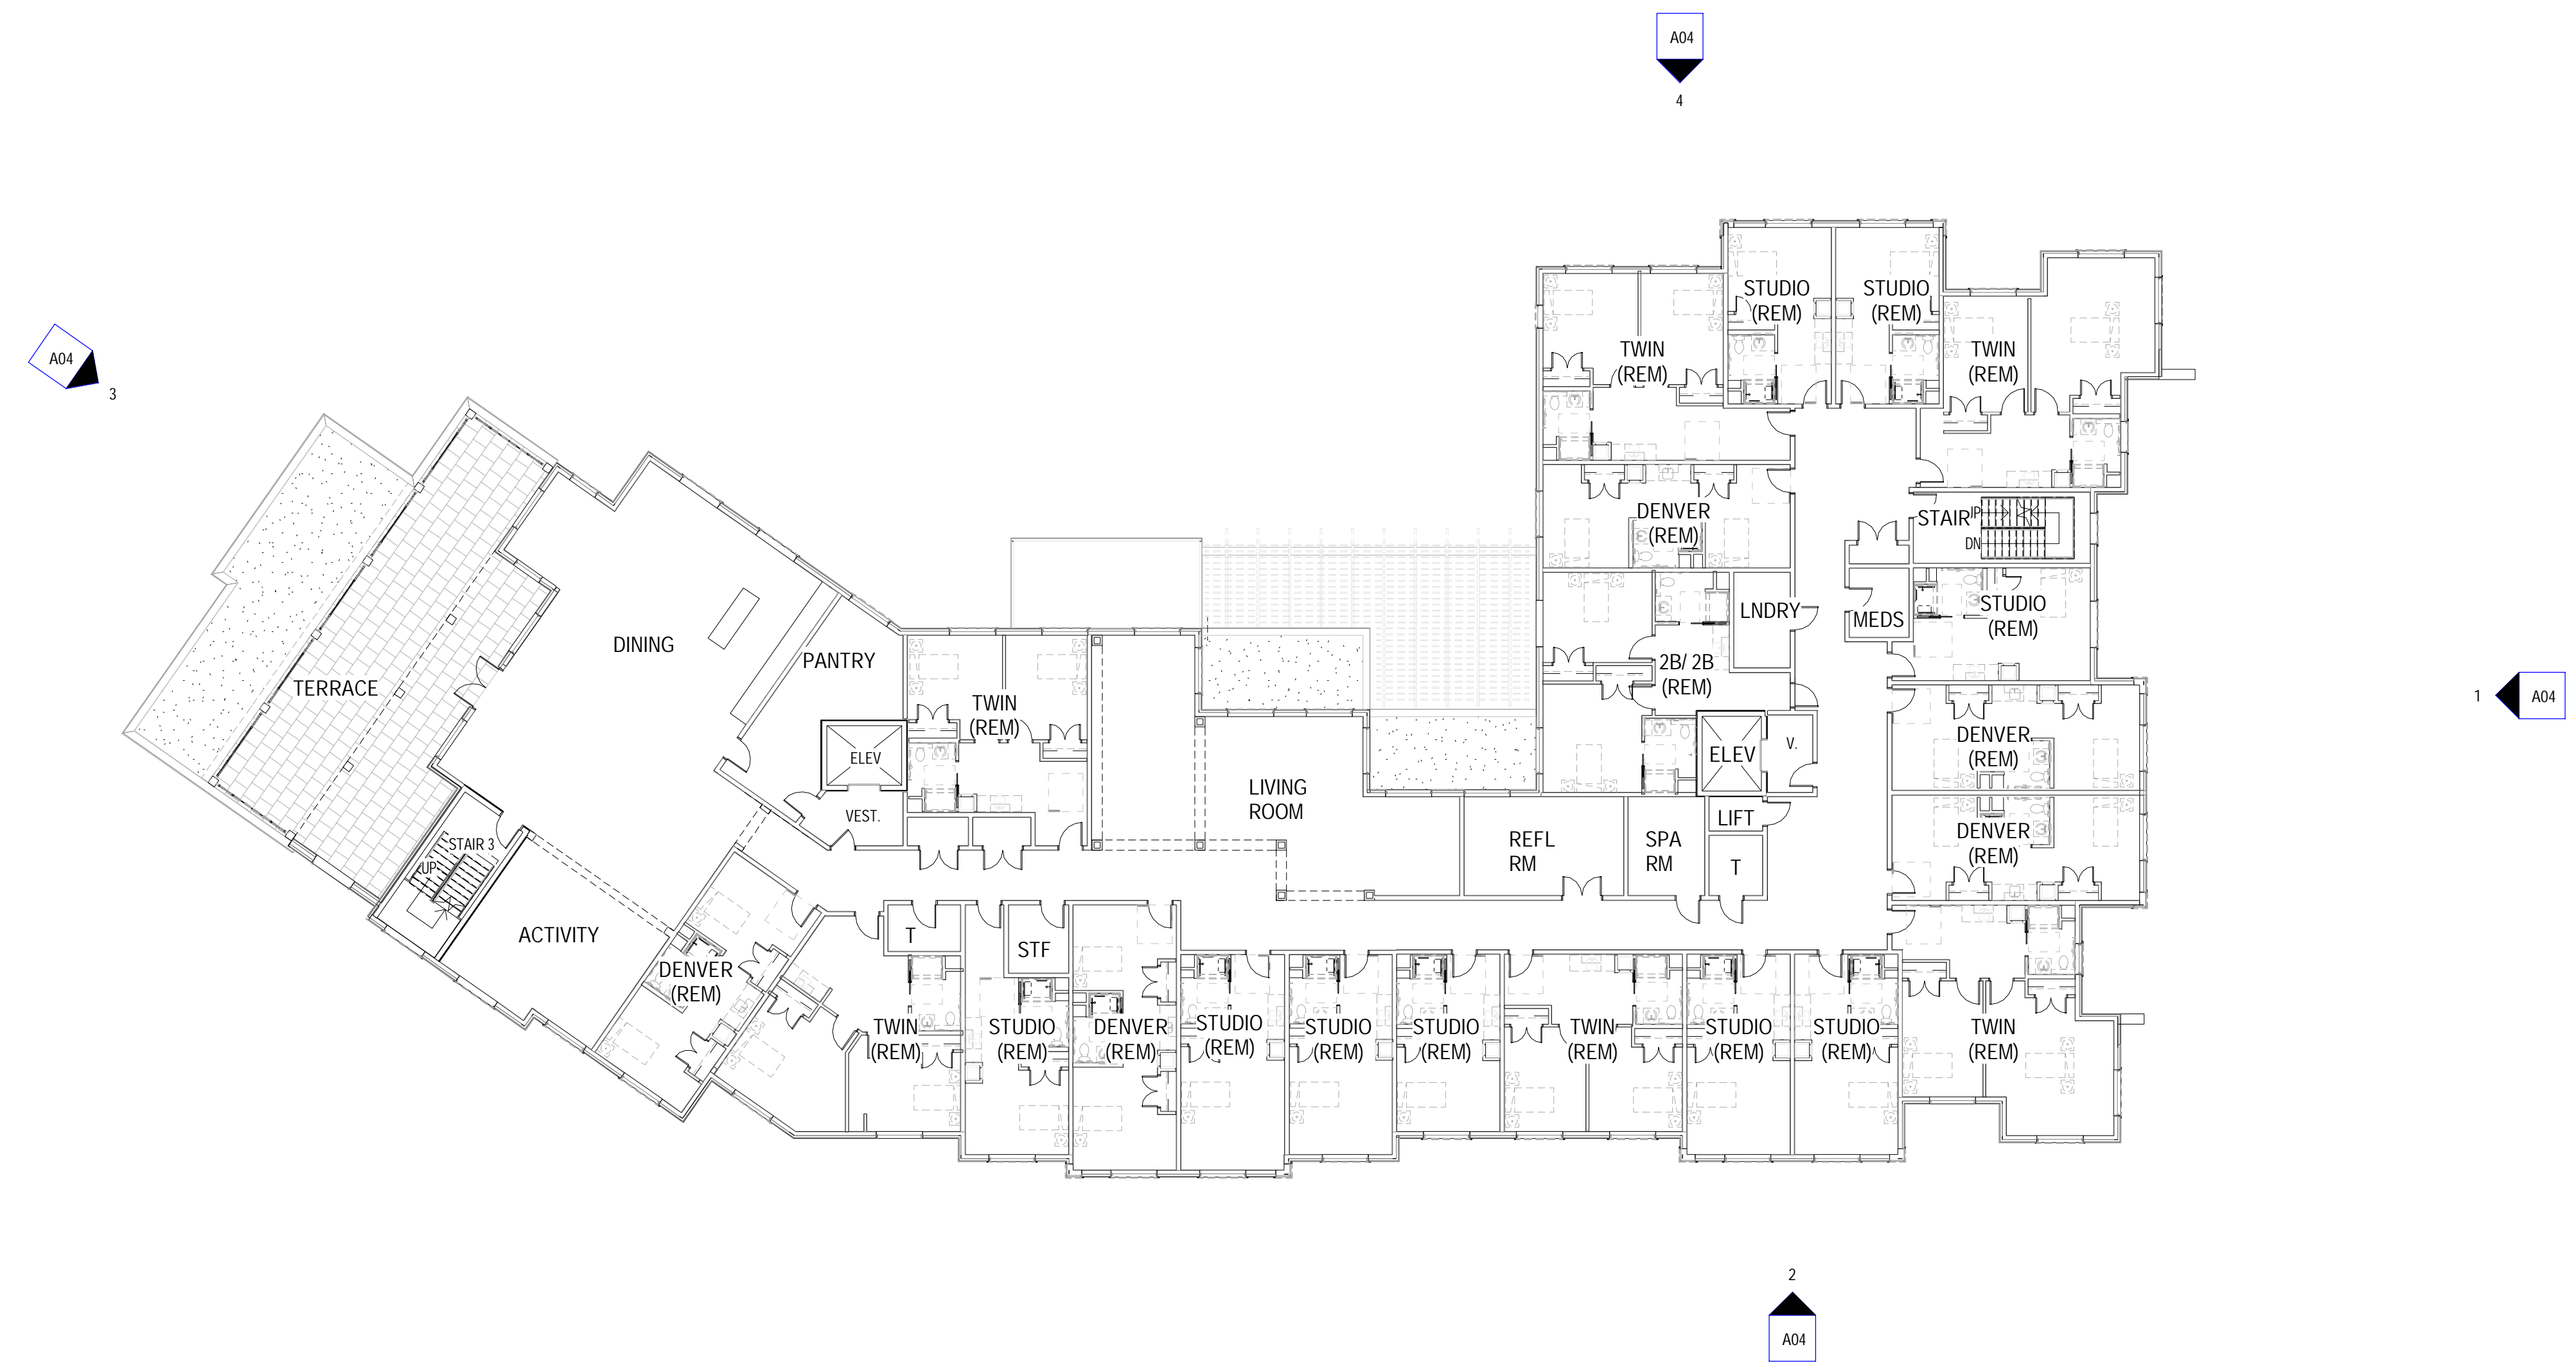 A04
4
A04
3
STUDIO
(REM)
STUDIO
(REM)
TWIN
(REM)
TWIN
(REM)
DENVER
(REM)
STAIR
UP
DN
LNDRY
MEDS
STUDIO
(REM)
2B/ 2B
(REM)
DINING
PANTRY
TERRACE
TWIN
(REM)
ELEV
VEST.
LIVING
ROOM
ELEV
V.
DENVER
(REM)
1
A04
LIFT
REFL
RM
SPA
RM
T
DENVER
(REM)
STAIR 3
UP
ACTIVITY
T
STF
DENVER
(REM)
TWIN
(REM)
STUDIO
(REM)
DENVER
(REM)
STUDIO
(REM)
STUDIO
(REM)
STUDIO
(REM)
TWIN
(REM)
STUDIO
(REM)
STUDIO
(REM)
TWIN
(REM)
2
A04